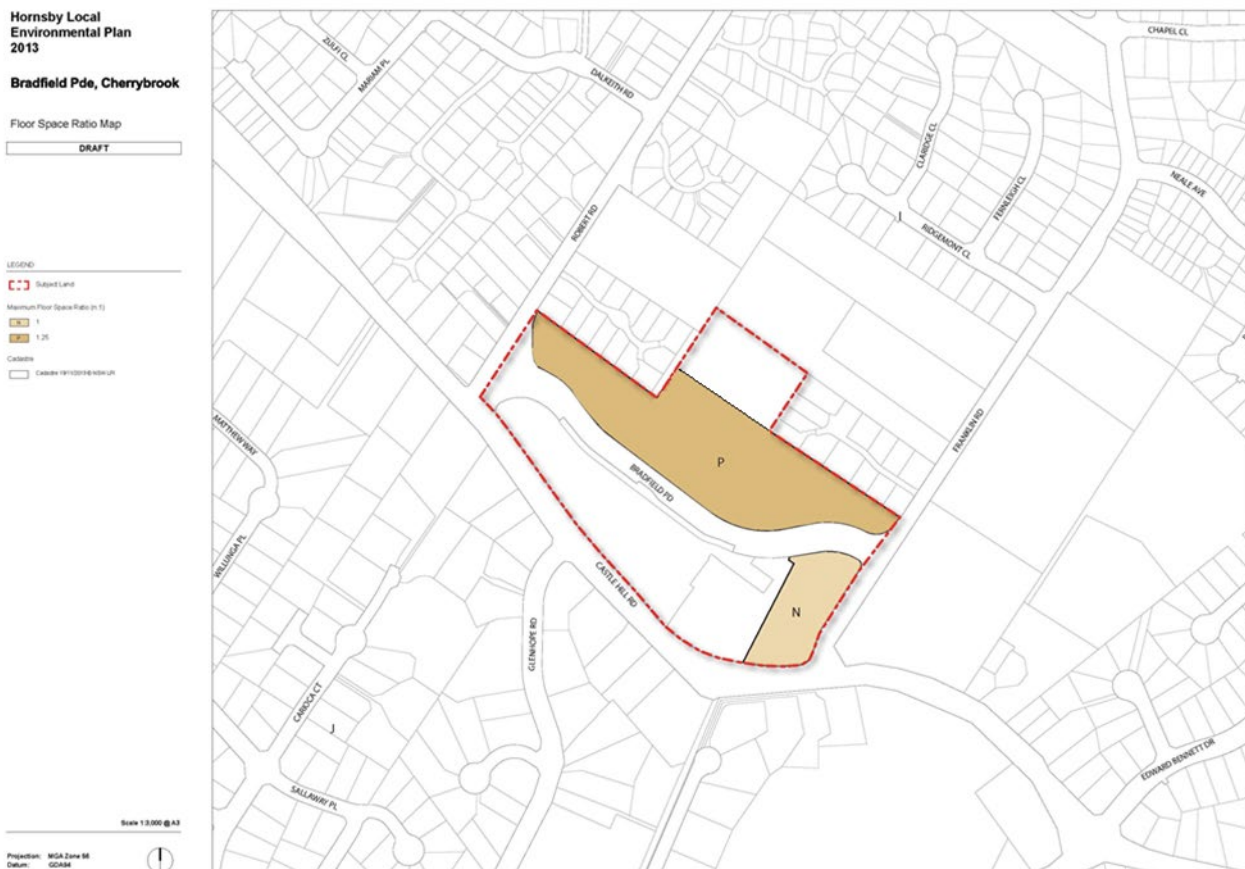 Hornsby Local
Environmental Plan
2013
Bradfield Pde, Cherrybrook
Floor Space Ratio Map
DRAFT
LEGEND
Subject Land
Maximum Floor Space Ratio (n:1)
N 1
P 1.25
Cadastre
Cadastre
Scale 1:3,000 @ A3
Projection: MGA Zone 56
Datum: GDA94
ZULFI CL
MARIAM PL
DALKEITH RD
CHAPEL CL
CLARIDGE CL
FERNLEIGH CL
NEALE AVE
I
RIDGEMONT CL
ROBERT RD
FRANKLIN RD
MATTHEW WAY
P
BRADFIELD PD
WILLUNGA PL
CASTLE HILL RD
N
GLENHOPE RD
CARIOCA CT
J
EDWARD BENNETT DR
SALLAWAY PL